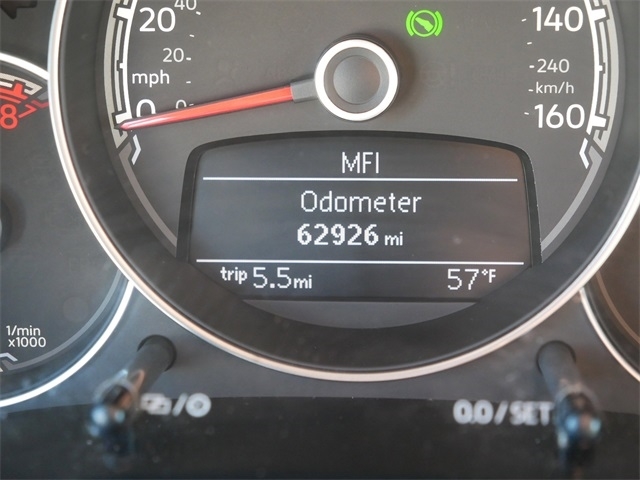 20
40
20
mph
0
0
8
140
240
km/h
160
MFI
Odometer
62926 mi
trip 5.5 mi
57°F
1/min
x1000
0.0/SET